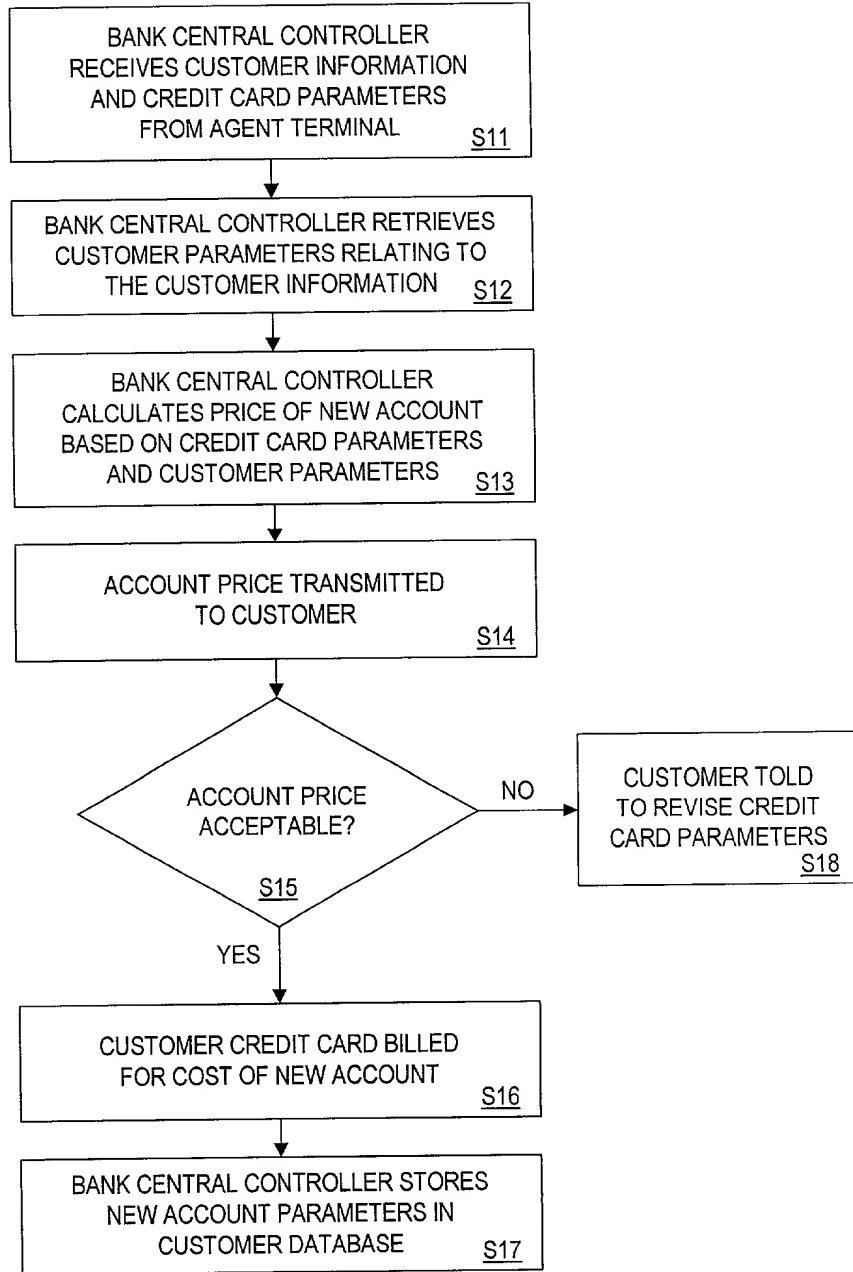 BANK CENTRAL CONTROLLER
RECEIVES CUSTOMER INFORMATION
AND CREDIT CARD PARAMETERS
FROM AGENT TERMINAL
S11
BANK CENTRAL CONTROLLER RETRIEVES
CUSTOMER PARAMETERS RELATING TO
THE CUSTOMER INFORMATION
S12
BANK CENTRAL CONTROLLER
CALCULATES PRICE OF NEW ACCOUNT
BASED ON CREDIT CARD PARAMETERS
AND CUSTOMER PARAMETERS
S13
ACCOUNT PRICE TRANSMITTED
TO CUSTOMER
S14
ACCOUNT PRICE
ACCEPTABLE?
S15
NO
CUSTOMER TOLD
TO REVISE CREDIT
CARD PARAMETERS
S18
YES
CUSTOMER CREDIT CARD BILLED
FOR COST OF NEW ACCOUNT
S16
BANK CENTRAL CONTROLLER STORES
NEW ACCOUNT PARAMETERS IN
CUSTOMER DATABASE
S17